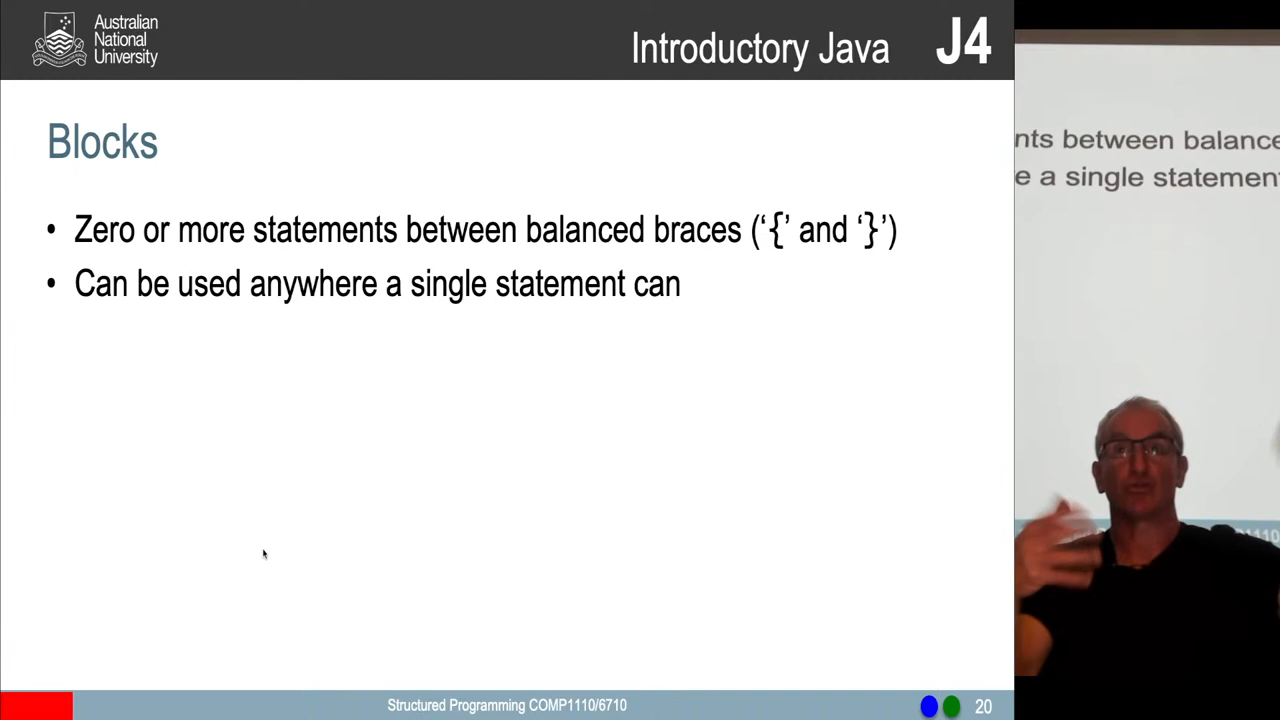 Australian
National
University
Introductory Java J4
Blocks
• Zero or more statements between balanced braces (‘{’ and ‘}’)
• Can be used anywhere a single statement can
Structured Programming COMP1110/6710
20
nts between balance
e a single statement
1110